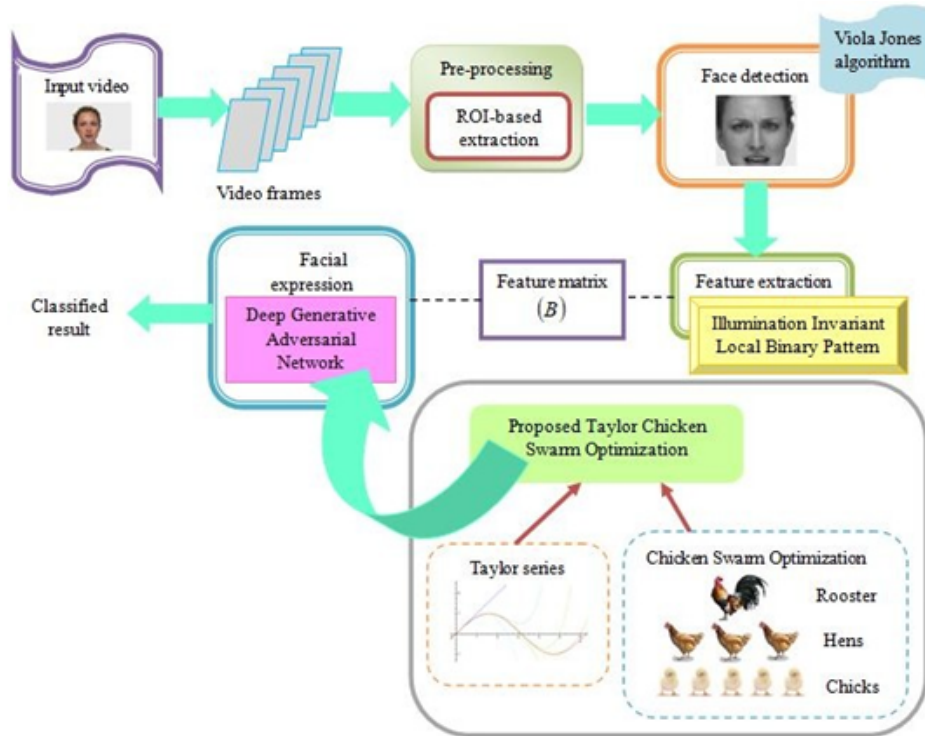 Input video
Video frames
Pre-processing
ROI-based
extraction
Face detection
Viola Jones
algorithm
Feature extraction
Illumination Invariant
Local Binary Pattern
Feature matrix
(B)
Facial
expression
Deep Generative
Adversarial
Network
Classified
result
Proposed Taylor Chicken
Swarm Optimization
Taylor series
Chicken Swarm Optimization
Rooster
Hens
Chicks